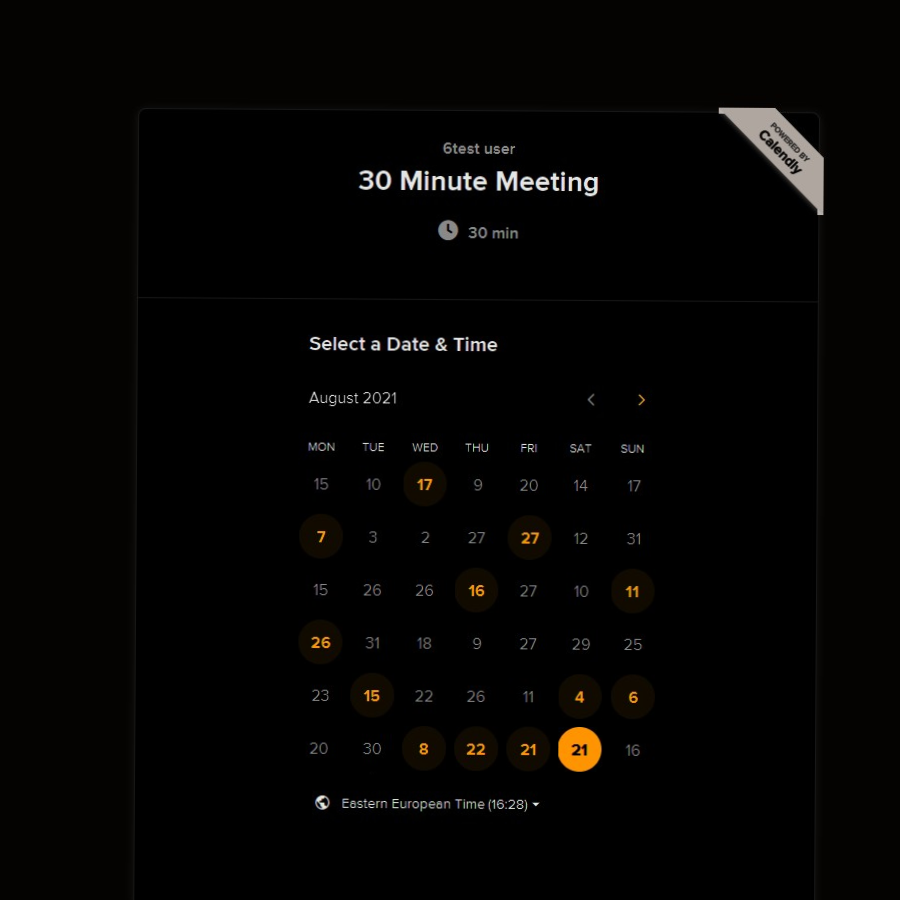 POWERED BY
Calendly
6test user
30 Minute Meeting
30 min
Select a Date & Time
August 2021
MON TUE WED THU FRI SAT SUN
15 10 17 9 20 14 17
7 3 2 27 27 12 31
15 26 26 16 27 10 11
26 31 18 9 27 29 25
23 15 22 26 11 4 6
20 30 8 22 21 21 16
Eastern European Time (16:28)